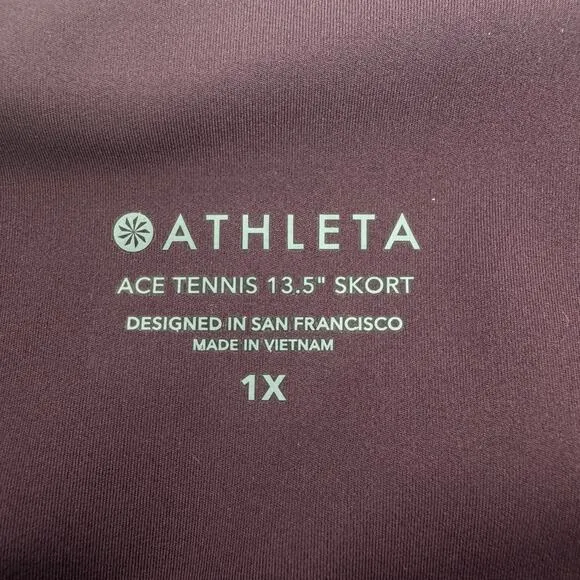 ATHLETA
ACE TENNIS 13.5" SKORT
DESIGNED IN SAN FRANCISCO
MADE IN VIETNAM
1X